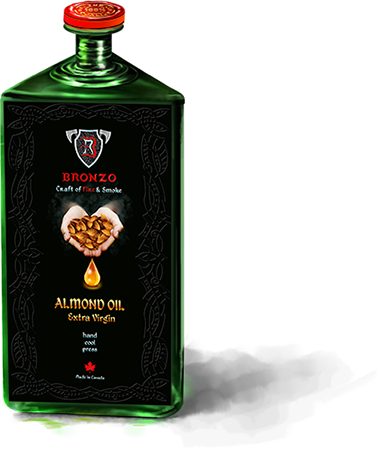 B
BRONZO
Craft of Fire & Smoke
ALMOND OIL
Extra Virgin
hand
cool
press
Made in Canada